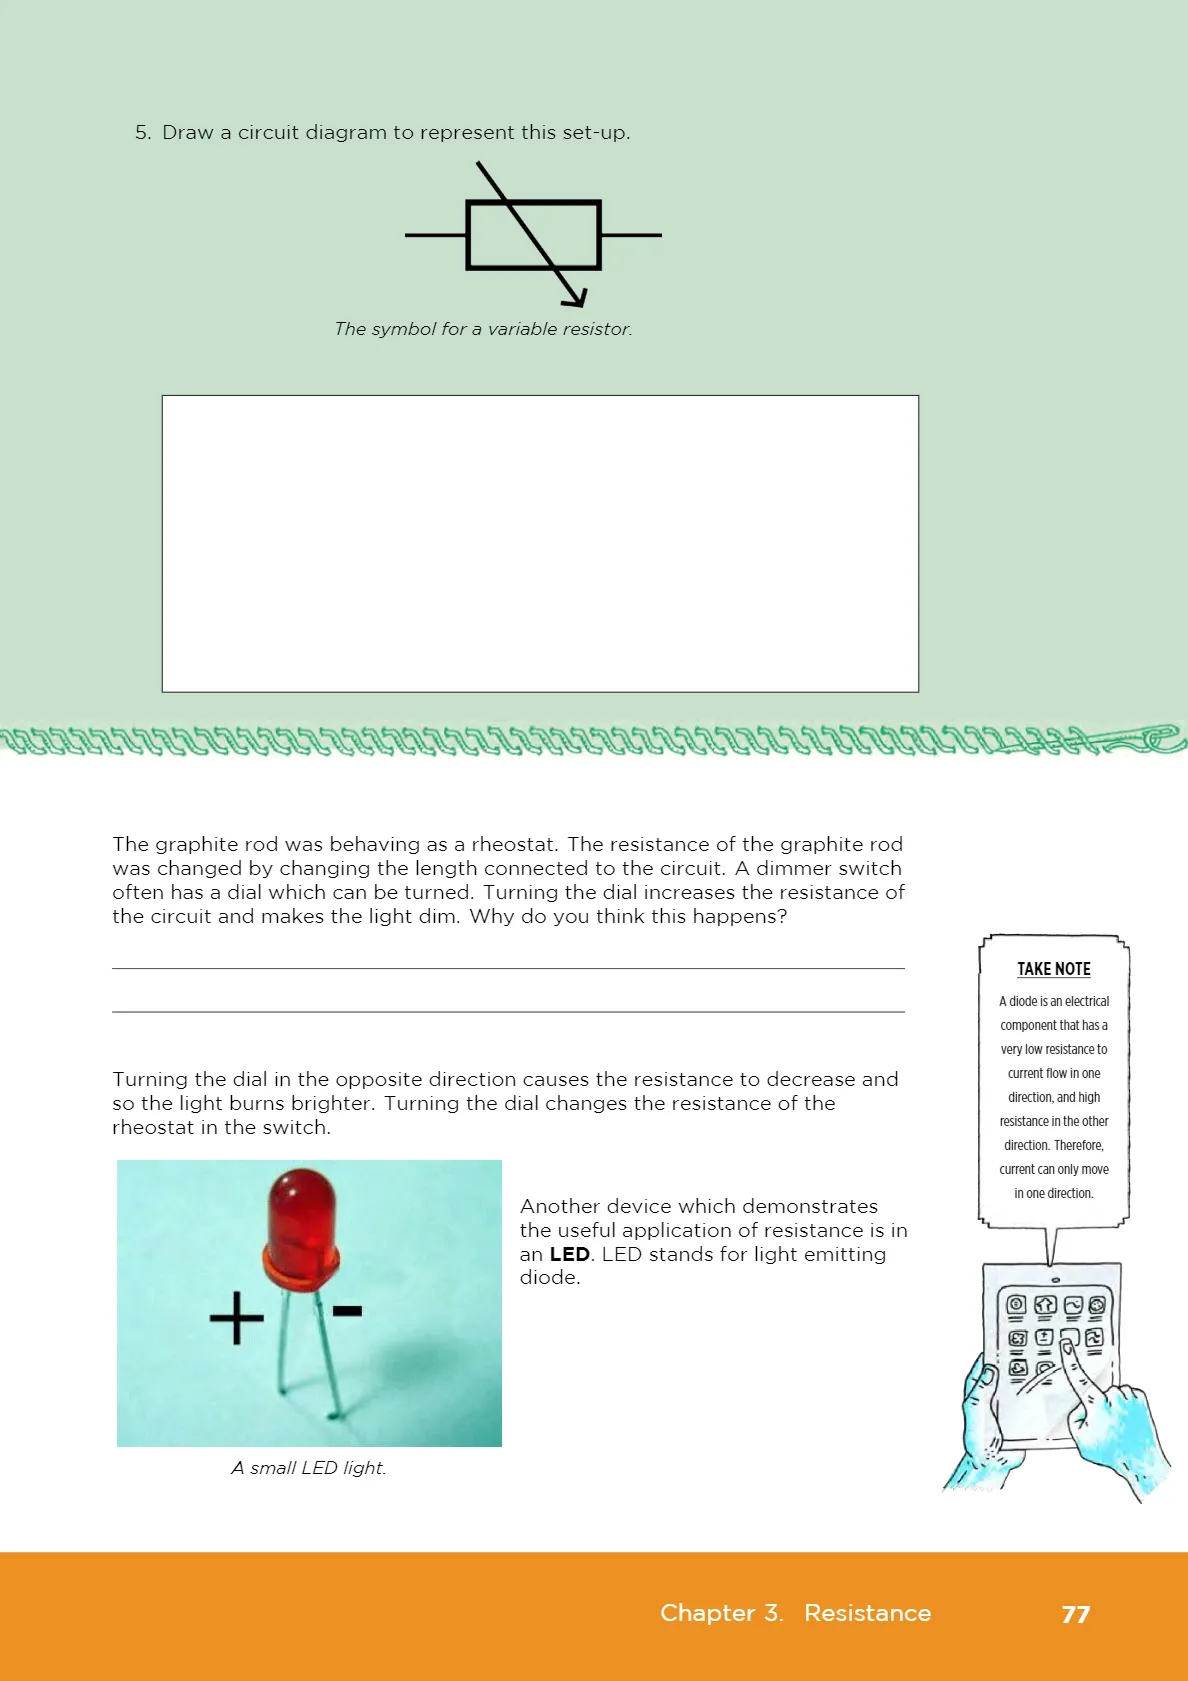 5. Draw a circuit diagram to represent this set-up.
The symbol for a variable resistor.
The graphite rod was behaving as a rheostat. The resistance of the graphite rod
was changed by changing the length connected to the circuit. A dimmer switch
often has a dial which can be turned. Turning the dial increases the resistance of
the circuit and makes the light dim. Why do you think this happens?
TAKE NOTE
A diode is an electrical
component that has a
very low resistance to
current flow in one
direction, and high
resistance in the other
direction. Therefore,
current can only move
in one direction.
Turning the dial in the opposite direction causes the resistance to decrease and
so the light burns brighter. Turning the dial changes the resistance of the
rheostat in the switch.
+ -
Another device which demonstrates
the useful application of resistance is in
an LED. LED stands for light emitting
diode.
A small LED light.
Chapter 3. Resistance 77